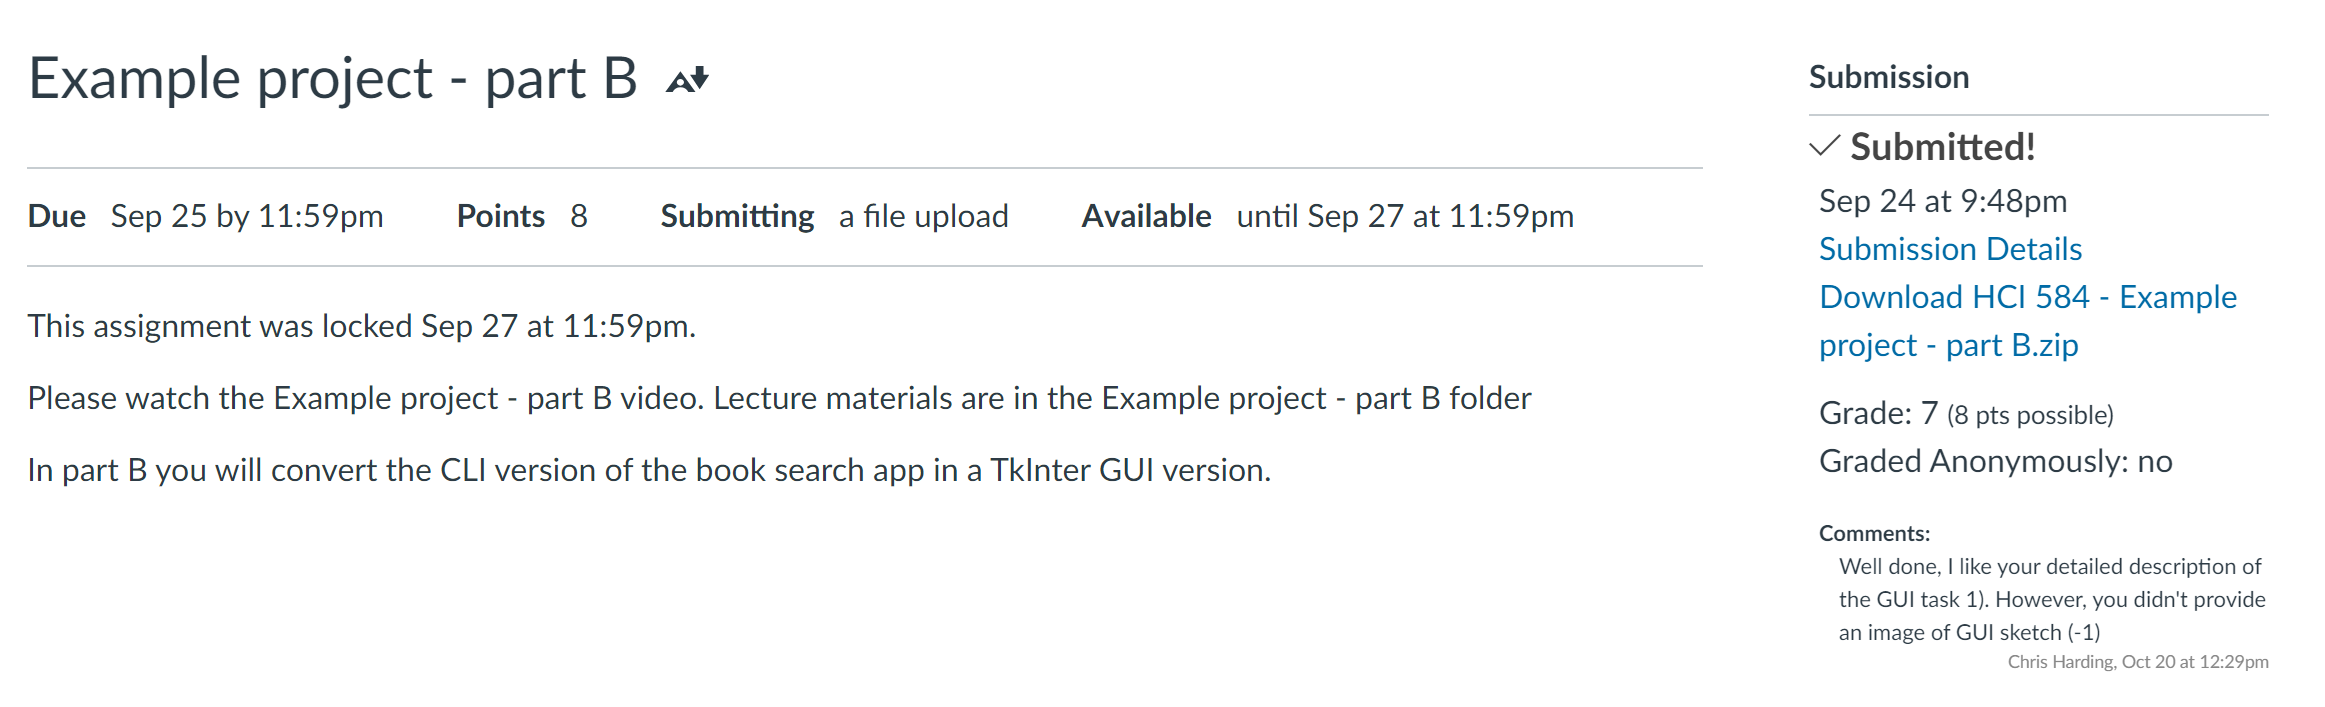 Example project - part B
Due Sep 25 by 11:59pm Points 8 Submitting a file upload Available until Sep 27 at 11:59pm
This assignment was locked Sep 27 at 11:59pm.
Please watch the Example project - part B video. Lecture materials are in the Example project - part B folder
In part B you will convert the CLI version of the book search app in a TkInter GUI version.
Submission
Submitted!
Sep 24 at 9:48pm
Submission Details
Download HCI 584 - Example
project - part B.zip
Grade: 7 (8 pts possible)
Graded Anonymously: no
Comments:
Well done, I like your detailed description of
the GUI task 1). However, you didn't provide
an image of GUI sketch (-1)
Chris Harding, Oct 20 at 12:29pm